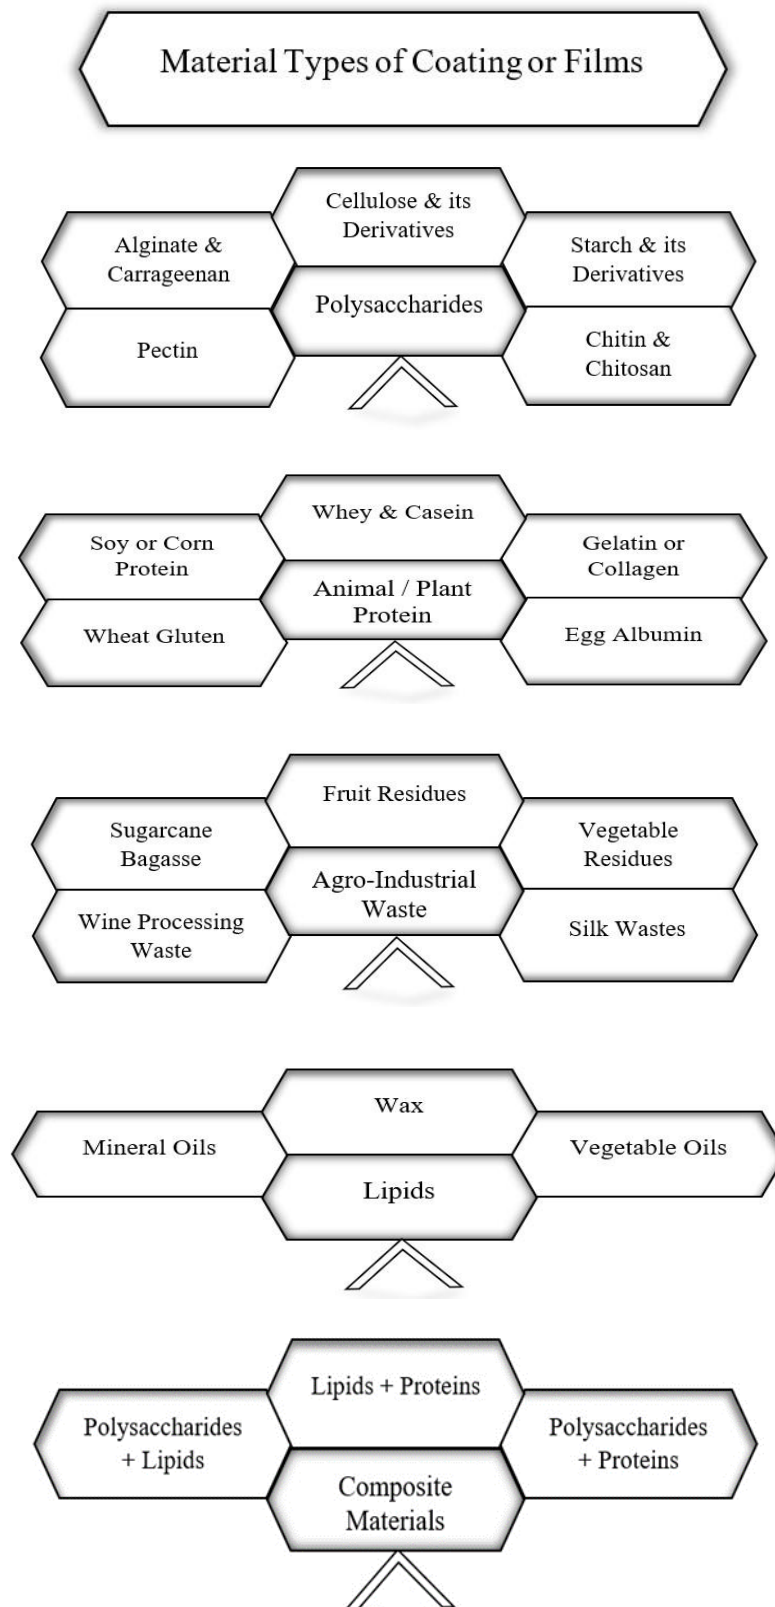 Material Types of Coating or Films
Cellulose & its
Derivatives
Alginate &
Carrageenan
Starch & its
Derivatives
Polysaccharides
Pectin
Chitin &
Chitosan
Whey & Casein
Soy or Corn
Protein
Gelatin or
Collagen
Animal / Plant
Protein
Wheat Gluten
Egg Albumin
Fruit Residues
Sugarcane
Bagasse
Vegetable
Residues
Agro-Industrial
Waste
Wine Processing
Waste
Silk Wastes
Wax
Mineral Oils
Vegetable Oils
Lipids
Lipids + Proteins
Polysaccharides
+ Lipids
Polysaccharides
+ Proteins
Composite
Materials